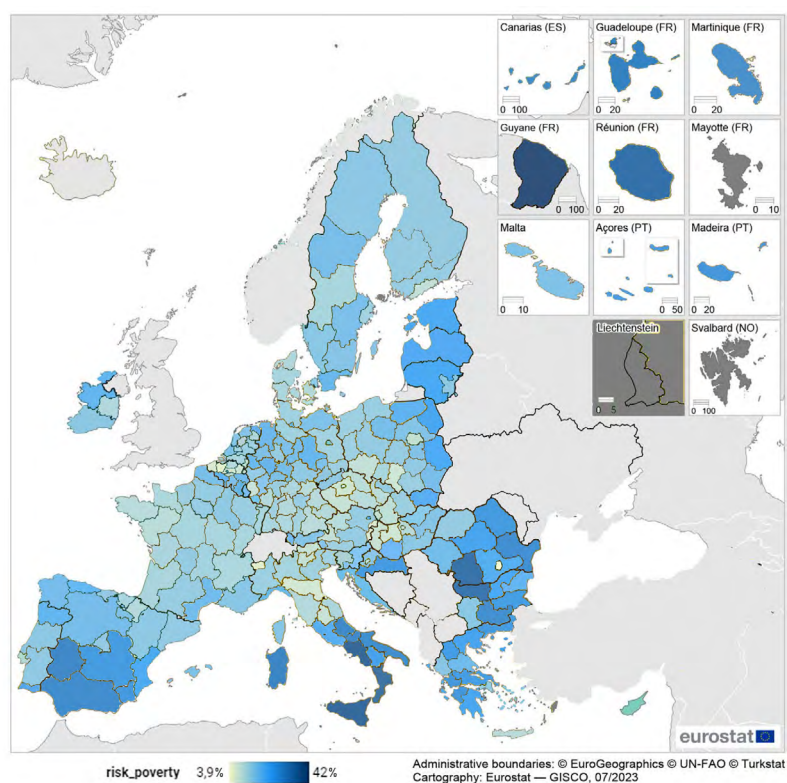 Canarias (ES)
0 100
Guadeloupe (FR)
0 20
Martinique (FR)
0 20
Guyane (FR)
0 100
Réunion (FR)
0 20
Mayotte (FR)
0 10
Malta
0 10
Açores (PT)
0 50
Madeira (PT)
0 20
Liechtenstein
0 5
Svalbard (NO)
0 100
eurostat
risk_poverty 3,9% 42%
Administrative boundaries: © EuroGeographics © UN-FAO © Turkstat
Cartography: Eurostat — GISCO, 07/2023